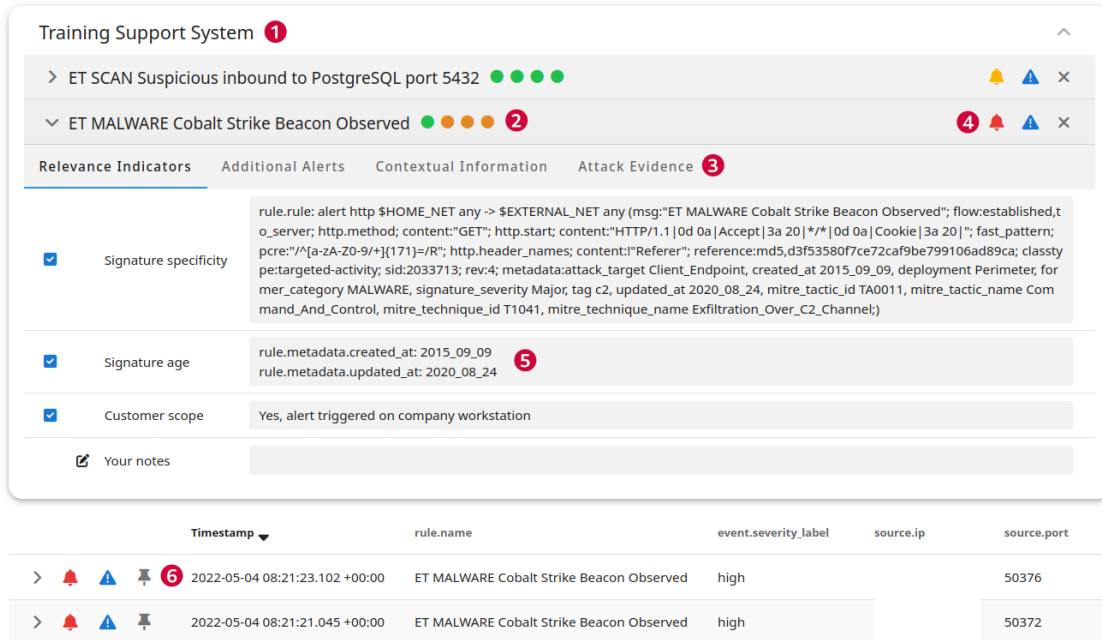 Training Support System 1
ET SCAN Suspicious inbound to PostgreSQL port 5432
ET MALWARE Cobalt Strike Beacon Observed 2 4
Relevance Indicators Additional Alerts Contextual Information Attack Evidence 3
rule.rule: alert http $HOME_NET any -> $EXTERNAL_NET any (msg:"ET MALWARE Cobalt Strike Beacon Observed"; flow:established,t
o_server; http.method; content:"GET"; http.start; content:"HTTP/1.1|0d 0a|Accept|3a 20|*/*|0d 0a|Cookie|3a 20|"; fast_pattern;
pcre:"/^[a-zA-Z0-9/+]{171}=/R"; http.header_names; content:!"Referer"; reference:md5,d3f53580f7ce72caf9be799106ad89ca; classty
Signature specificity
pe:targeted-activity; sid:2033713; rev:4; metadata:attack_target Client_Endpoint, created_at 2015_09_09, deployment Perimeter, for
mer_category MALWARE, signature_severity Major, tag c2, updated_at 2020_08_24, mitre_tactic_id TA0011, mitre_tactic_name Com
mand_And_Control, mitre_technique_id T1041, mitre_technique_name Exfiltration_Over_C2_Channel;)
Signature age
rule.metadata.created_at: 2015_09_09
rule.metadata.updated_at: 2020_08_24
5
Customer scope Yes, alert triggered on company workstation
Your notes
Timestamp rule.name event.severity_label source.ip source.port
6 2022-05-04 08:21:23.102 +00:00 ET MALWARE Cobalt Strike Beacon Observed high 50376
2022-05-04 08:21:21.045 +00:00 ET MALWARE Cobalt Strike Beacon Observed high 50372